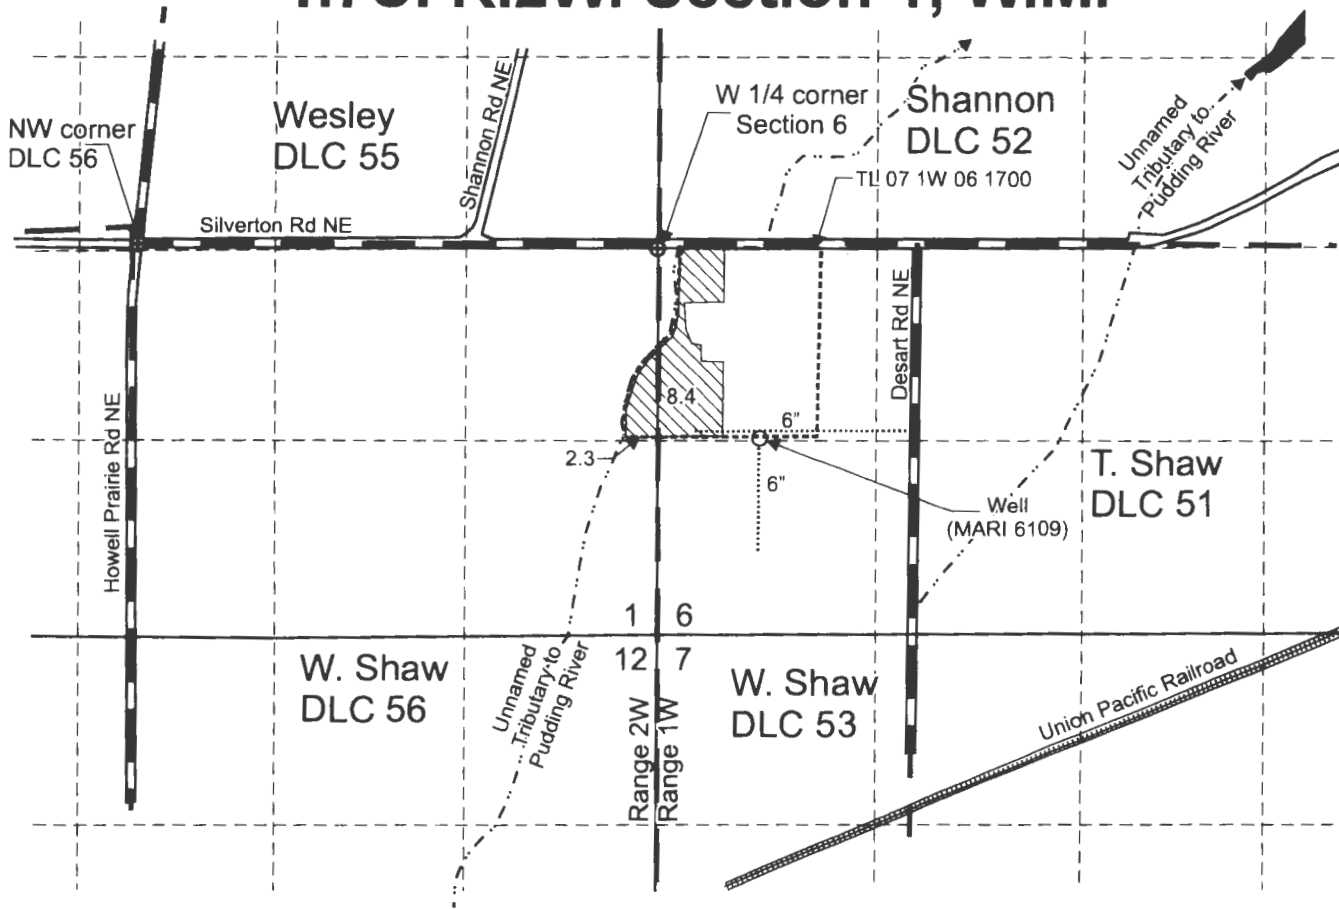 Wesley
DLC 55
NW corner
DLC 56
Shannon Rd NE
W 1/4 corner
Section 6
Shannon
DLC 52
Unnamed
Tributary to
Pudding River
TL 07 1W 06 1700
Silverton Rd NE
Desart Rd NE
Howell Prairie Rd NE
8.4
6"
2.3
6"
T. Shaw
DLC 51
Well
(MARI 6109)
1 6
12 7
W. Shaw
DLC 56
Unnamed
Tributary to
Pudding River
Range 2W
Range 1W
W. Shaw
DLC 53
Union Pacific Railroad